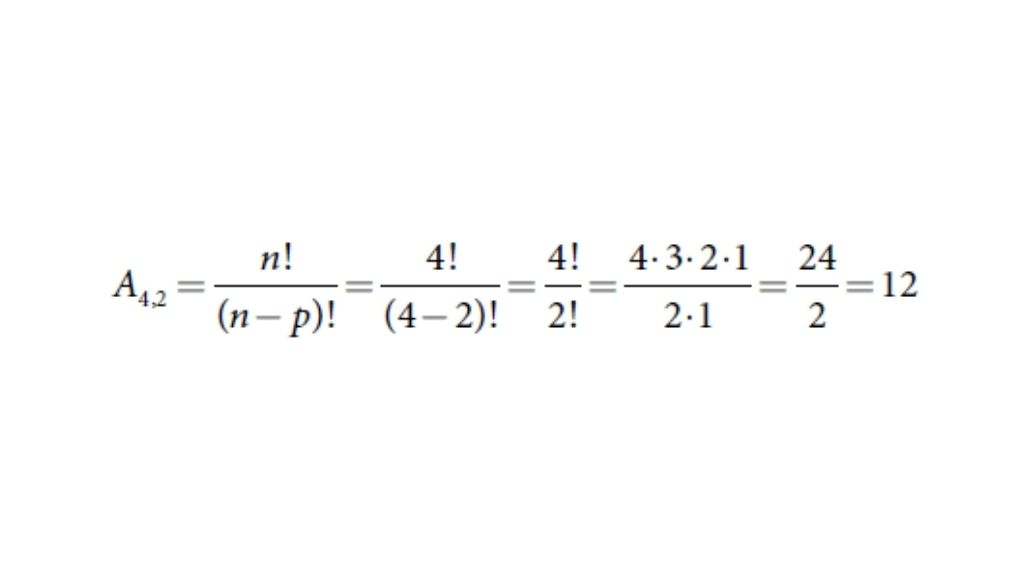 A₄,₂ = n!/(n − p)! = 4!/(4 − 2)! = 4!/2! = 4·3·2·1/2·1 = 24/2 = 12